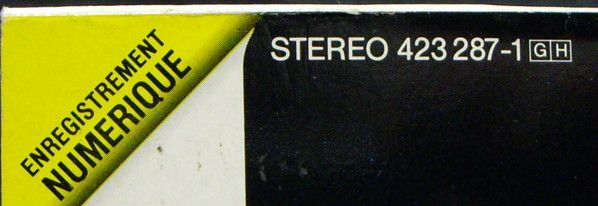 ENREGISTREMENT
NUMERIQUE
STEREO 423 287-1 GH